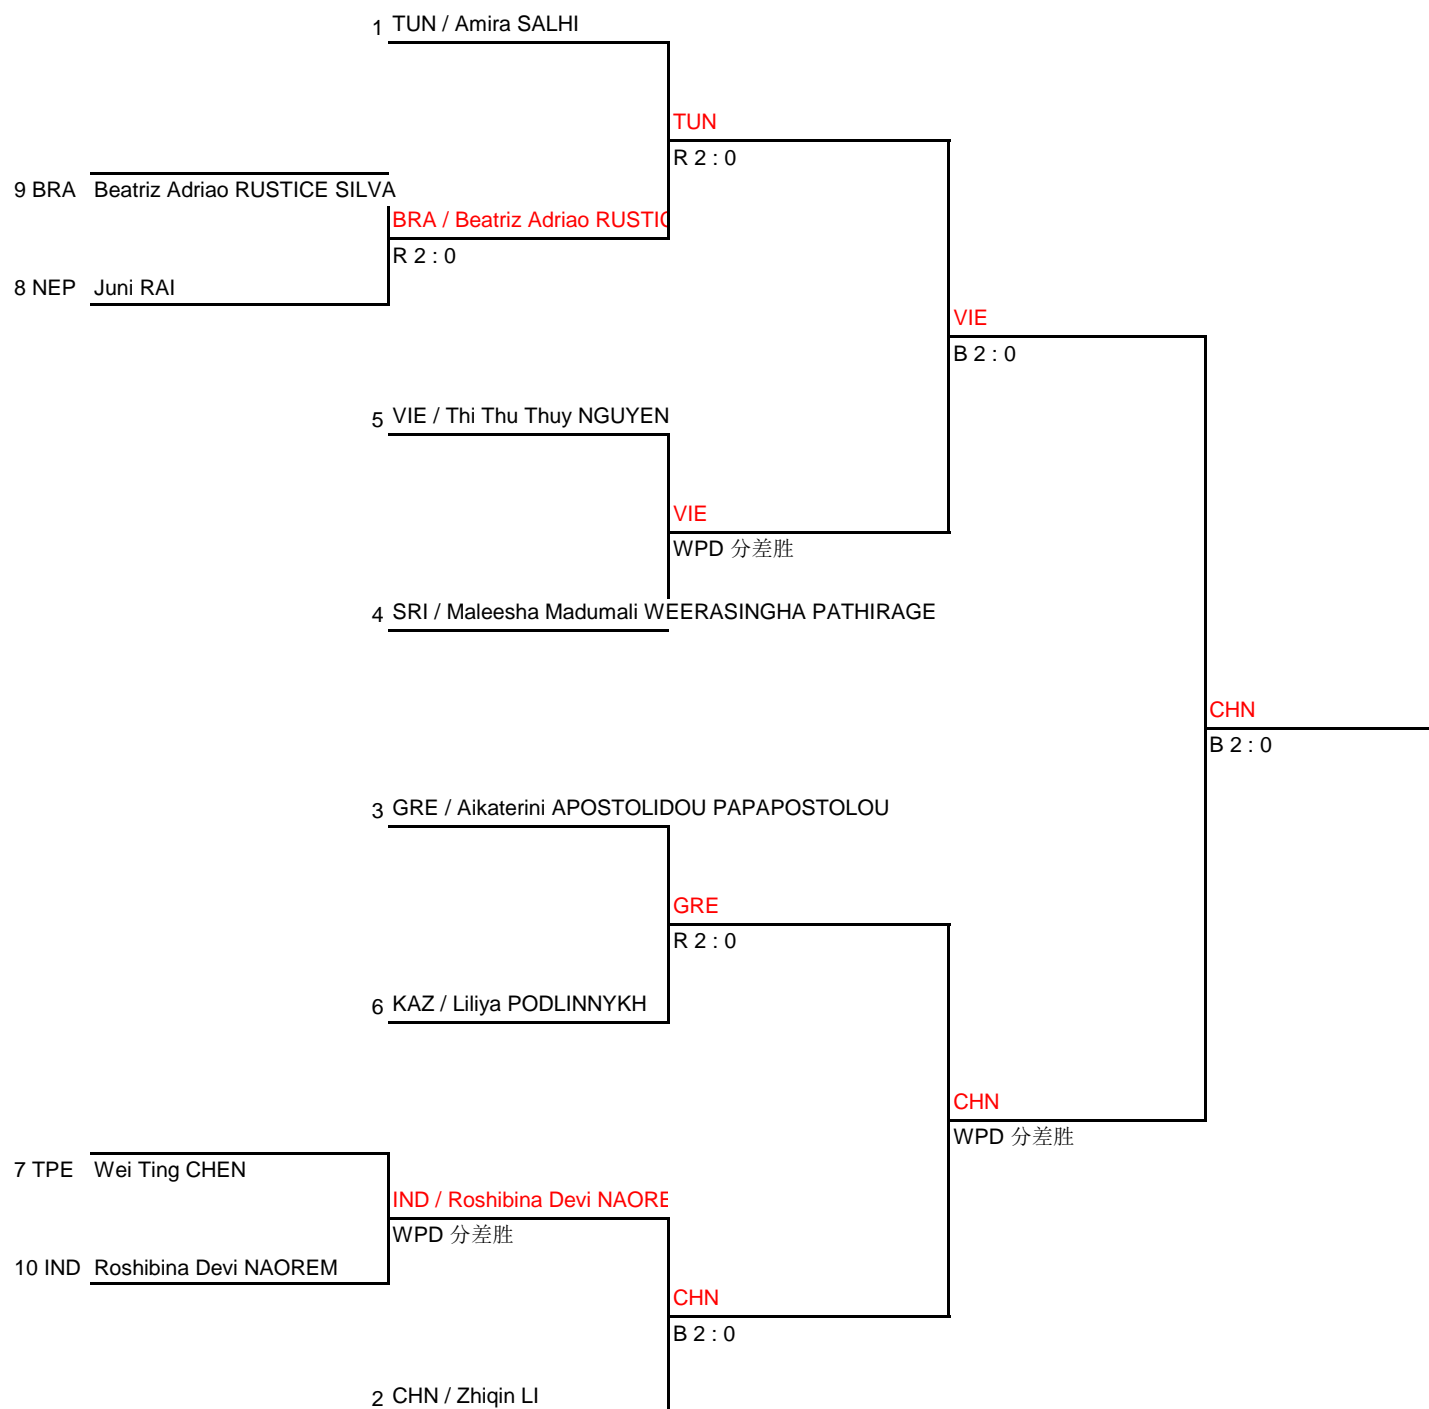 1 TUN / Amira SALHI
TUN
R 2 : 0
9 BRA Beatriz Adriao RUSTICE SILVA
BRA / Beatriz Adriao RUSTIC
R 2 : 0
8 NEP Juni RAI
VIE
B 2 : 0
5 VIE / Thi Thu Thuy NGUYEN
VIE
WPD 分差胜
4 SRI / Maleesha Madumali WEERASINGHA PATHIRAGE
CHN
B 2 : 0
3 GRE / Aikaterini APOSTOLIDOU PAPAPOSTOLOU
GRE
R 2 : 0
6 KAZ / Liliya PODLINNYKH
CHN
WPD 分差胜
7 TPE Wei Ting CHEN
IND / Roshibina Devi NAORE
WPD 分差胜
10 IND Roshibina Devi NAOREM
CHN
B 2 : 0
2 CHN / Zhiqin LI